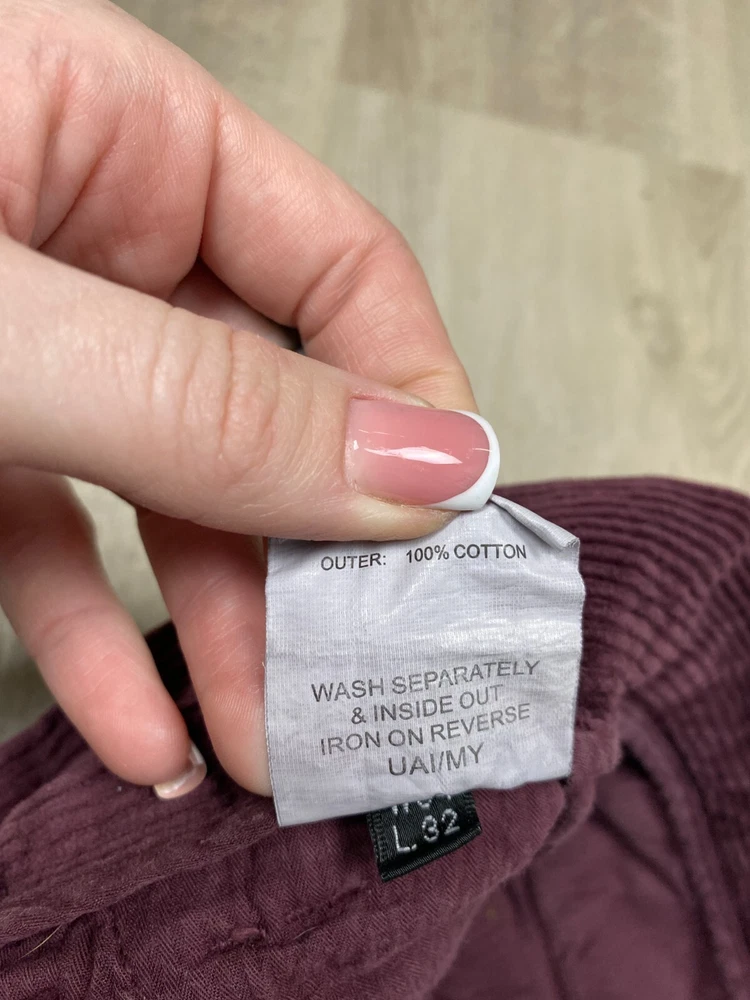 OUTER: 100% COTTON
WASH SEPARATELY
& INSIDE OUT
IRON ON REVERSE
UAI/MY
L.32